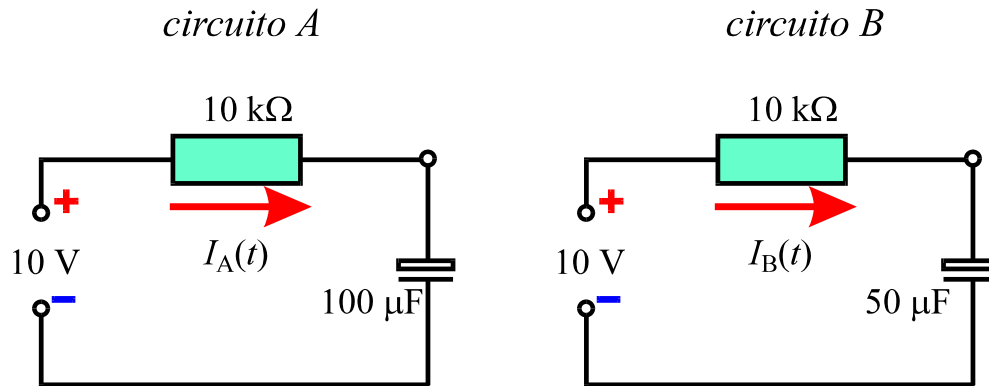 circuito A
10 kΩ
+
10 V
−
I_A(t)
100 μF
circuito B
10 kΩ
+
10 V
−
I_B(t)
50 μF